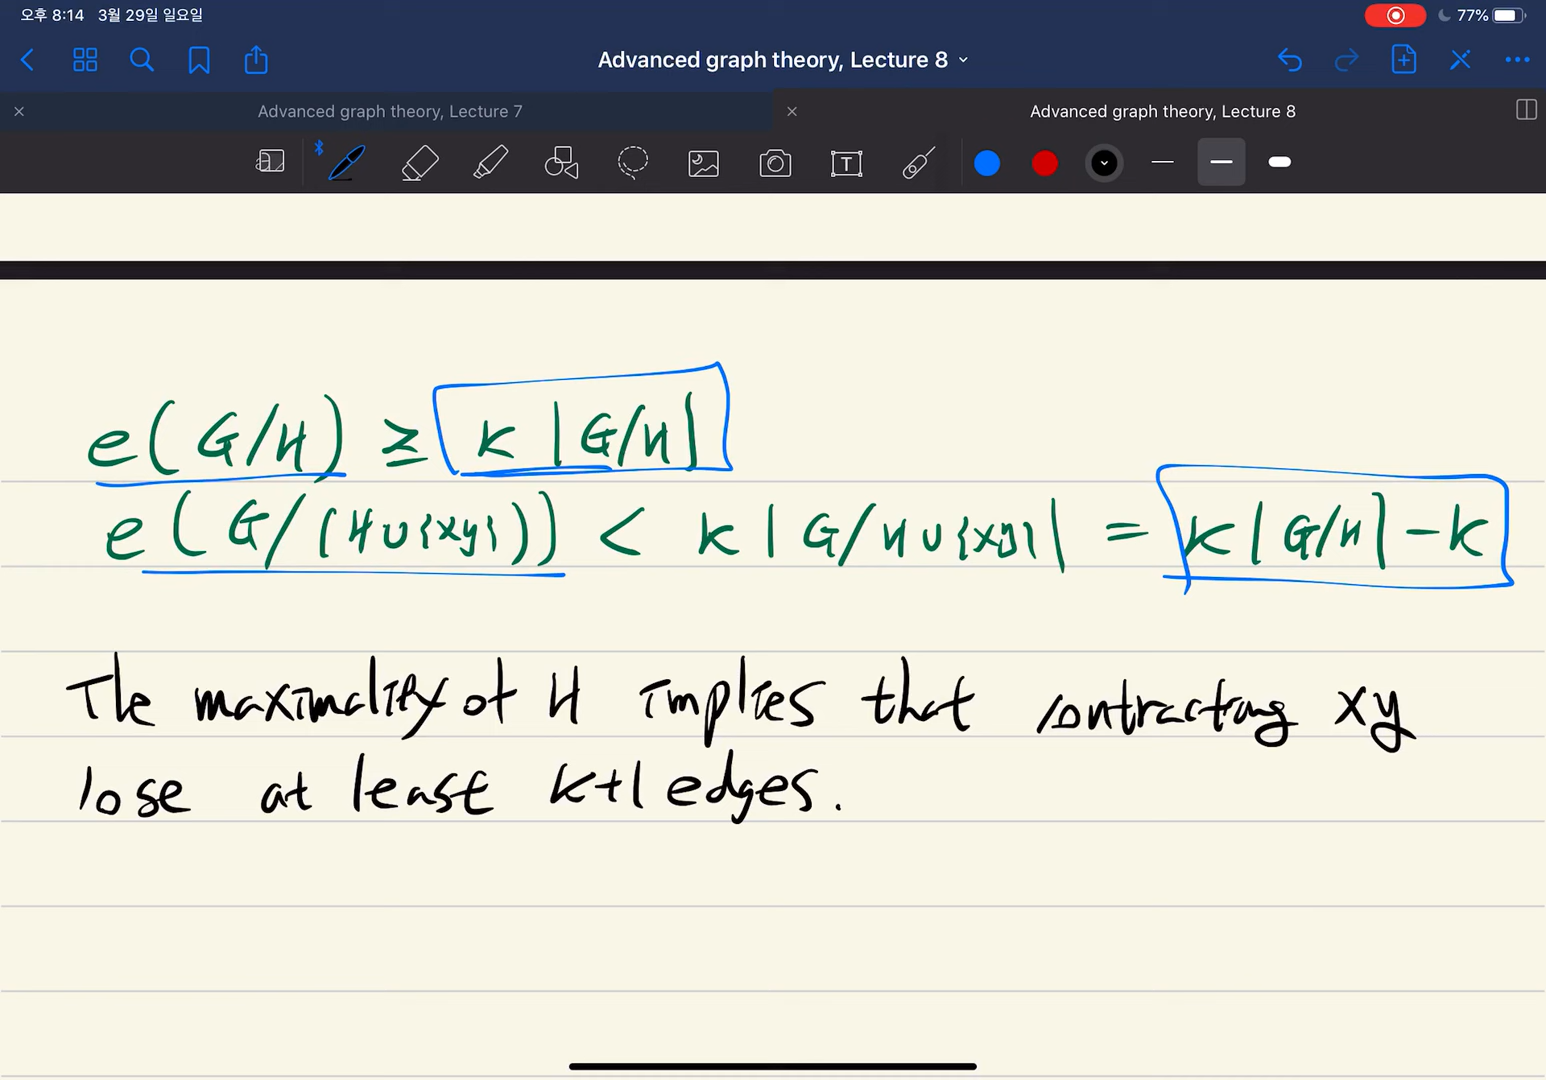 오후 8:14 3월 29일 일요일
77%
Advanced graph theory, Lecture 8
Advanced graph theory, Lecture 7
Advanced graph theory, Lecture 8
T
e(G/H) ≥ k|G/H|
e(G/(H∪{xy})) < k|G/H∪{xy}| = k|G/H|-k
The maximality of H implies that contracting xy
lose at least k+1 edges.